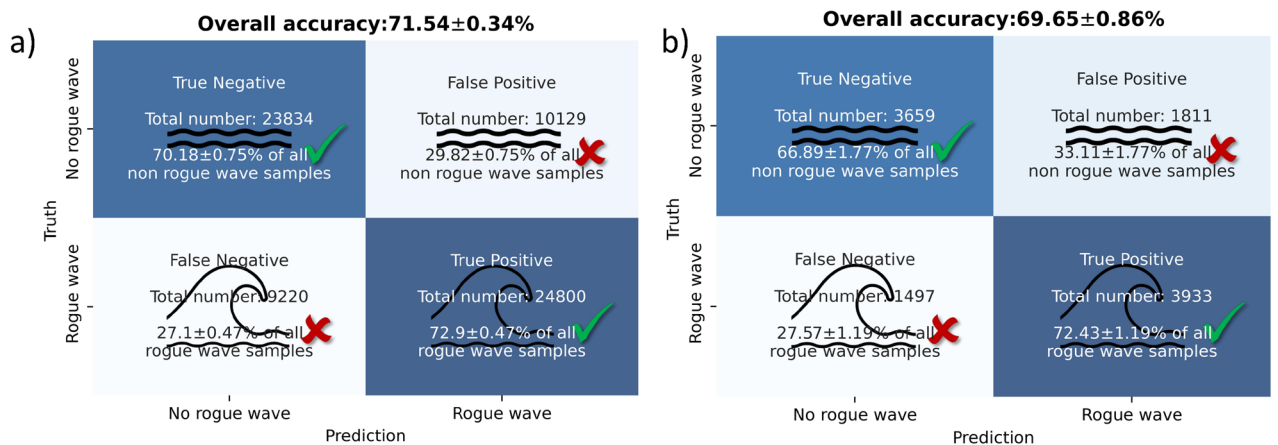 a)
Overall accuracy:71.54±0.34%
Truth
No rogue wave
True Negative
Total number: 23834
70.18±0.75% of all
non rogue wave samples
False Positive
Total number: 10129
29.82±0.75% of all
non rogue wave samples
Rogue wave
False Negative
Total number: 9220
27.1±0.47% of all
rogue wave samples
True Positive
Total number: 24800
72.9±0.47% of all
rogue wave samples
No rogue wave
Rogue wave
Prediction
b)
Overall accuracy:69.65±0.86%
Truth
No rogue wave
True Negative
Total number: 3659
66.89±1.77% of all
non rogue wave samples
False Positive
Total number: 1811
33.11±1.77% of all
non rogue wave samples
Rogue wave
False Negative
Total number: 1497
27.57±1.19% of all
rogue wave samples
True Positive
Total number: 3933
72.43±1.19% of all
rogue wave samples
No rogue wave
Rogue wave
Prediction